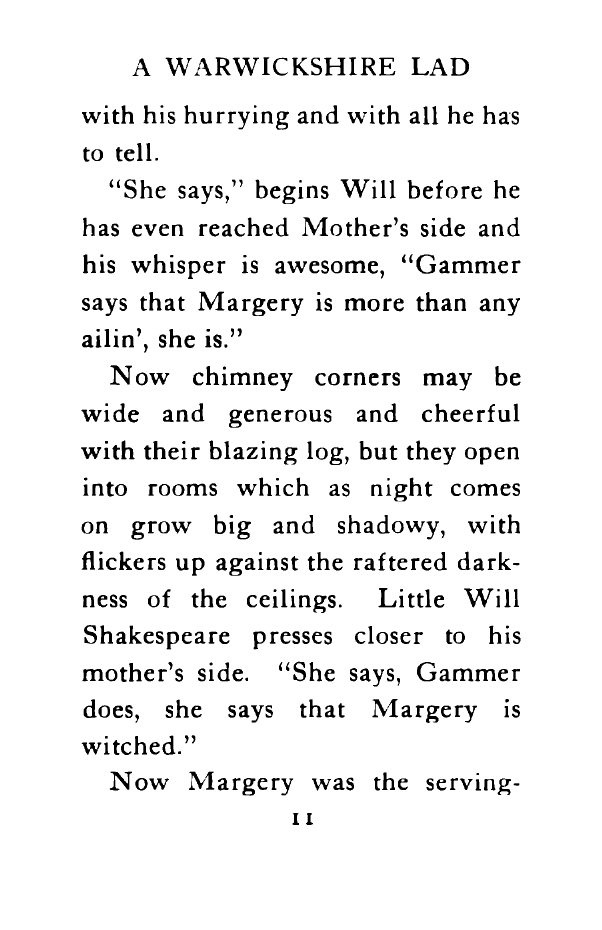 A WARWICKSHIRE LAD
with his hurrying and with all he has
to tell.
“She says,” begins Will before he
has even reached Mother’s side and
his whisper is awesome, “Gammer
says that Margery is more than any
ailin’, she is.”
Now chimney corners may be
wide and generous and cheerful
with their blazing log, but they open
into rooms which as night comes
on grow big and shadowy, with
flickers up against the raftered dark-
ness of the ceilings. Little Will
Shakespeare presses closer to his
mother’s side. “She says, Gammer
does, she says that Margery is
witched.”
Now Margery was the serving-
11